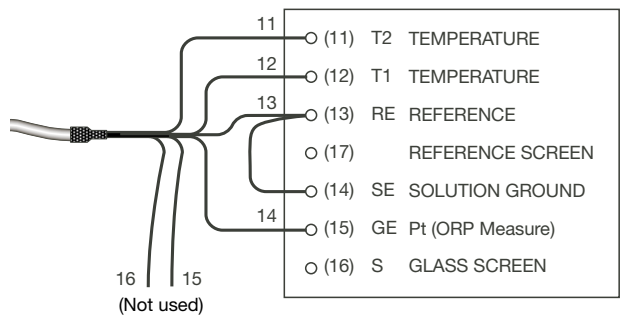 11 (11) T2 TEMPERATURE
12 (12) T1 TEMPERATURE
13 (13) RE REFERENCE
(17) REFERENCE SCREEN
(14) SE SOLUTION GROUND
14 (15) GE Pt (ORP Measure)
(16) S GLASS SCREEN
16 15
(Not used)